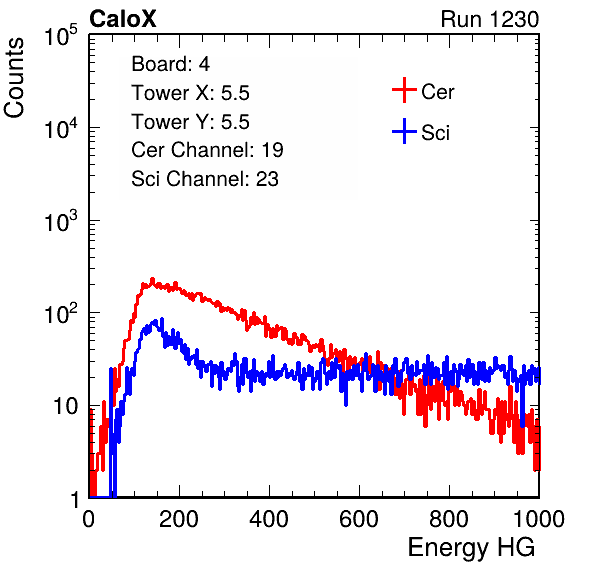 CaloX Run 1230
Counts
10^5
10^4
10^3
10^2
10
1
Board: 4
Tower X: 5.5
Tower Y: 5.5
Cer Channel: 19
Sci Channel: 23
Cer
Sci
0 200 400 600 800 1000
Energy HG